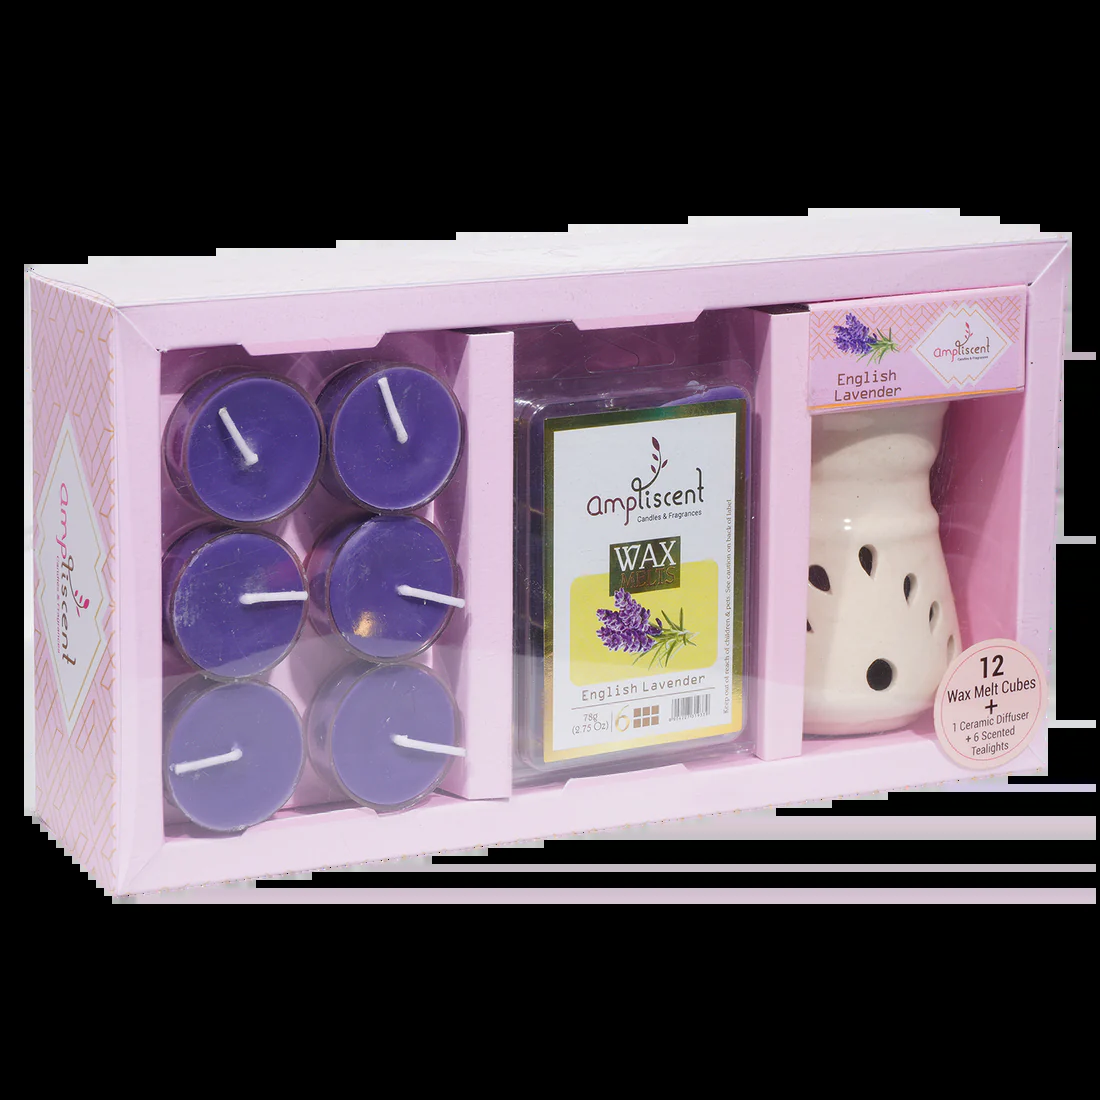 ampliscent
Candles & Fragrances
ampliscent
Candles & Fragrances
WAX
MELTS
English Lavender
78g
(2.75 Oz)
6
Keep out of reach of children & pets. See caution on back of label
ampliscent
Candles & Fragrances
English
Lavender
12
Wax Melt Cubes
+
1 Ceramic Diffuser
+ 6 Scented
Tealights